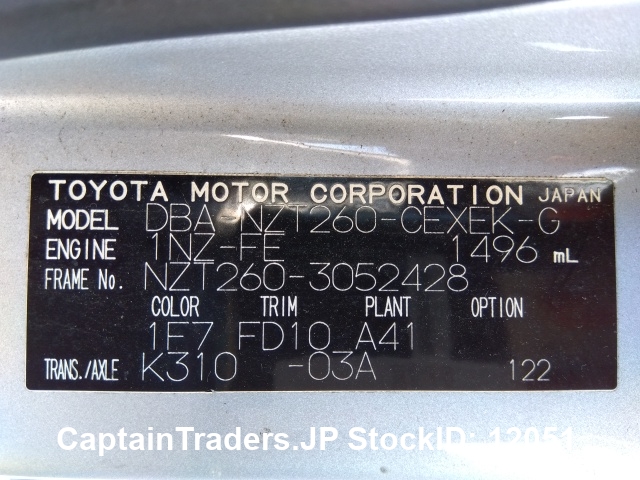 TOYOTA MOTOR CORPORATION JAPAN
MODEL DBA-NZT260-CEXEK-G
ENGINE 1NZ-FE 1496 mL
FRAME No. NZT260-3052428
COLOR TRIM PLANT OPTION
1E7 FD10 A41
TRANS./AXLE K310 -03A 122
CaptainTraders.JP StockID: 12051